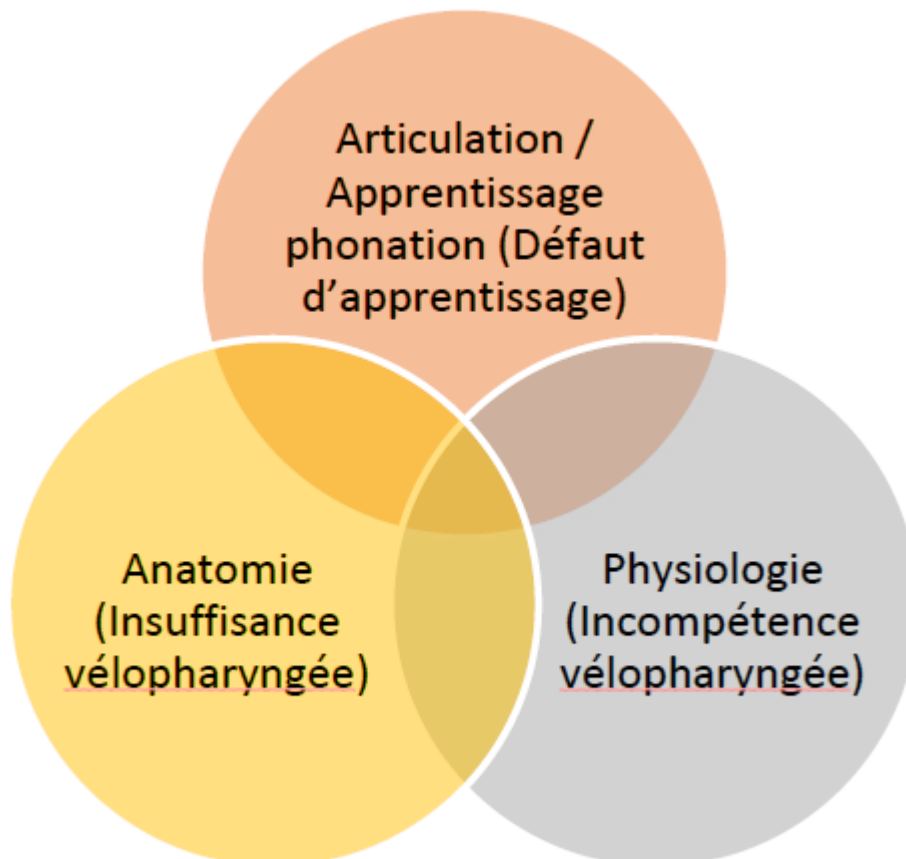 Articulation /
Apprentissage
phonation (Défaut
d’apprentissage)
Anatomie
(Insuffisance
vélopharyngée)
Physiologie
(Incompétence
vélopharyngée)